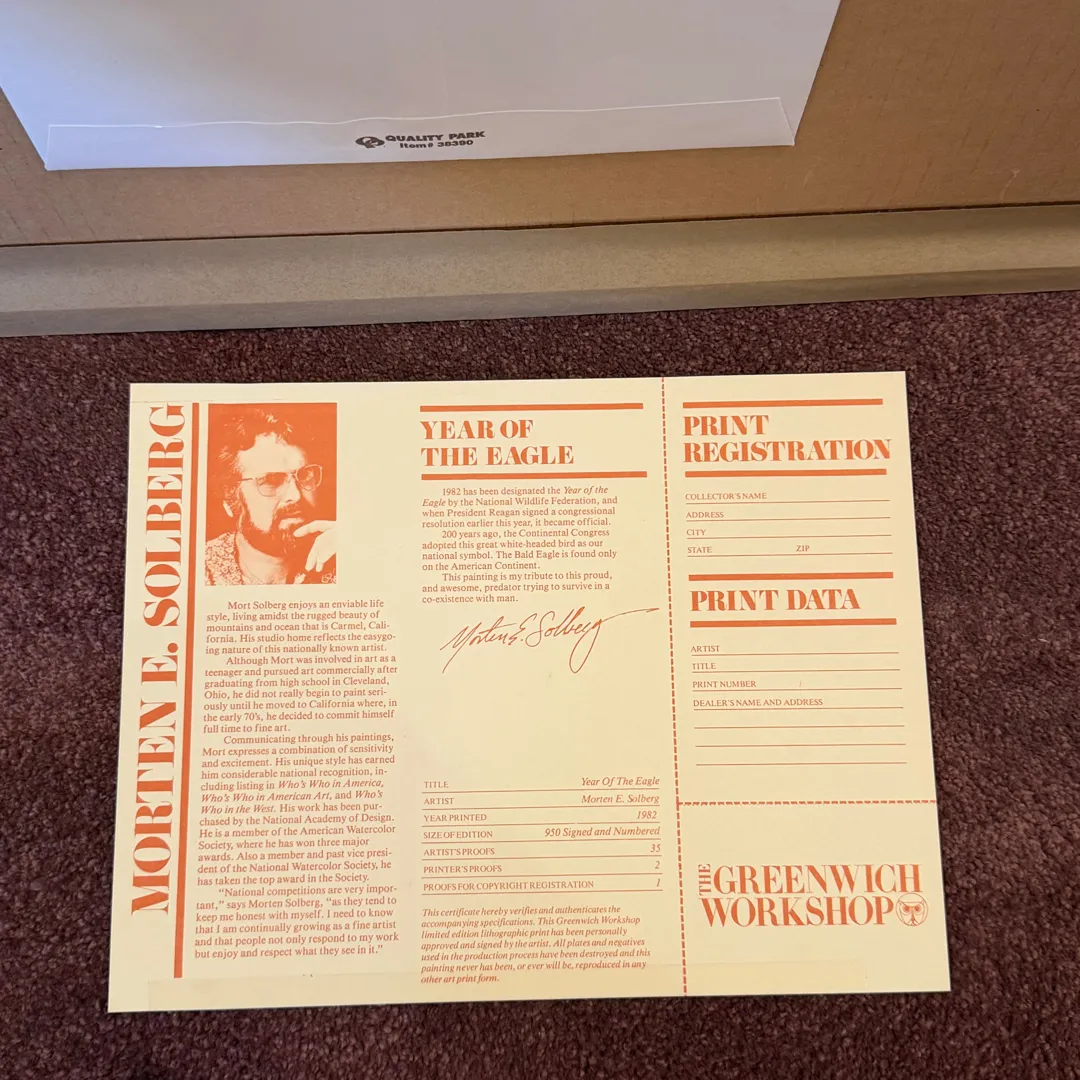 QUALITY PARK
Item# 38390
MORTEN E. SOLBERG
Mort Solberg enjoys an enviable life
style, living amidst the rugged beauty of
mountains and ocean that is Carmel, Cali-
fornia. His studio home reflects the easygo-
ing nature of this nationally known artist.
Although Mort was involved in art as a
teenager and pursued art commercially after
graduating from high school in Cleveland,
Ohio, he did not really begin to paint seri-
ously until he moved to California where, in
the early 70's, he decided to commit himself
full time to fine art.
Communicating through his paintings,
Mort expresses a combination of sensitivity
and excitement. His unique style has earned
him considerable national recognition, in-
cluding listing in Who's Who in America,
Who's Who in American Art, and Who's
Who in the West. His work has been pur-
chased by the National Academy of Design.
He is a member of the American Watercolor
Society, where he has won three major
awards. Also a member and past vice presi-
dent of the National Watercolor Society, he
has taken the top award in the Society.
"National competitions are very impor-
tant," says Morten Solberg, "as they tend to
keep me honest with myself. I need to know
that I am continually growing as a fine artist
and that people not only respond to my work
but enjoy and respect what they see in it."
YEAR OF
THE EAGLE
1982 has been designated the Year of the
Eagle by the National Wildlife Federation, and
when President Reagan signed a congressional
resolution earlier this year, it became official.
200 years ago, the Continental Congress
adopted this great white-headed bird as our
national symbol. The Bald Eagle is found only
on the American Continent.
This painting is my tribute to this proud,
and awesome, predator trying to survive in a
co-existence with man.
Morten E. Solberg
TITLE Year Of The Eagle
ARTIST Morten E. Solberg
YEAR PRINTED 1982
SIZE OF EDITION 950 Signed and Numbered
ARTIST'S PROOFS 35
PRINTER'S PROOFS 2
PROOFS FOR COPYRIGHT REGISTRATION 1
This certificate hereby verifies and authenticates the
accompanying specifications. This Greenwich Workshop
limited edition lithographic print has been personally
approved and signed by the artist. All plates and negatives
used in the production process have been destroyed and this
painting never has been, or ever will be, reproduced in any
other art print form.
PRINT
REGISTRATION
COLLECTOR'S NAME
ADDRESS
CITY
STATE ZIP
PRINT DATA
ARTIST
TITLE
PRINT NUMBER
DEALER'S NAME AND ADDRESS
THE GREENWICH
WORKSHOP